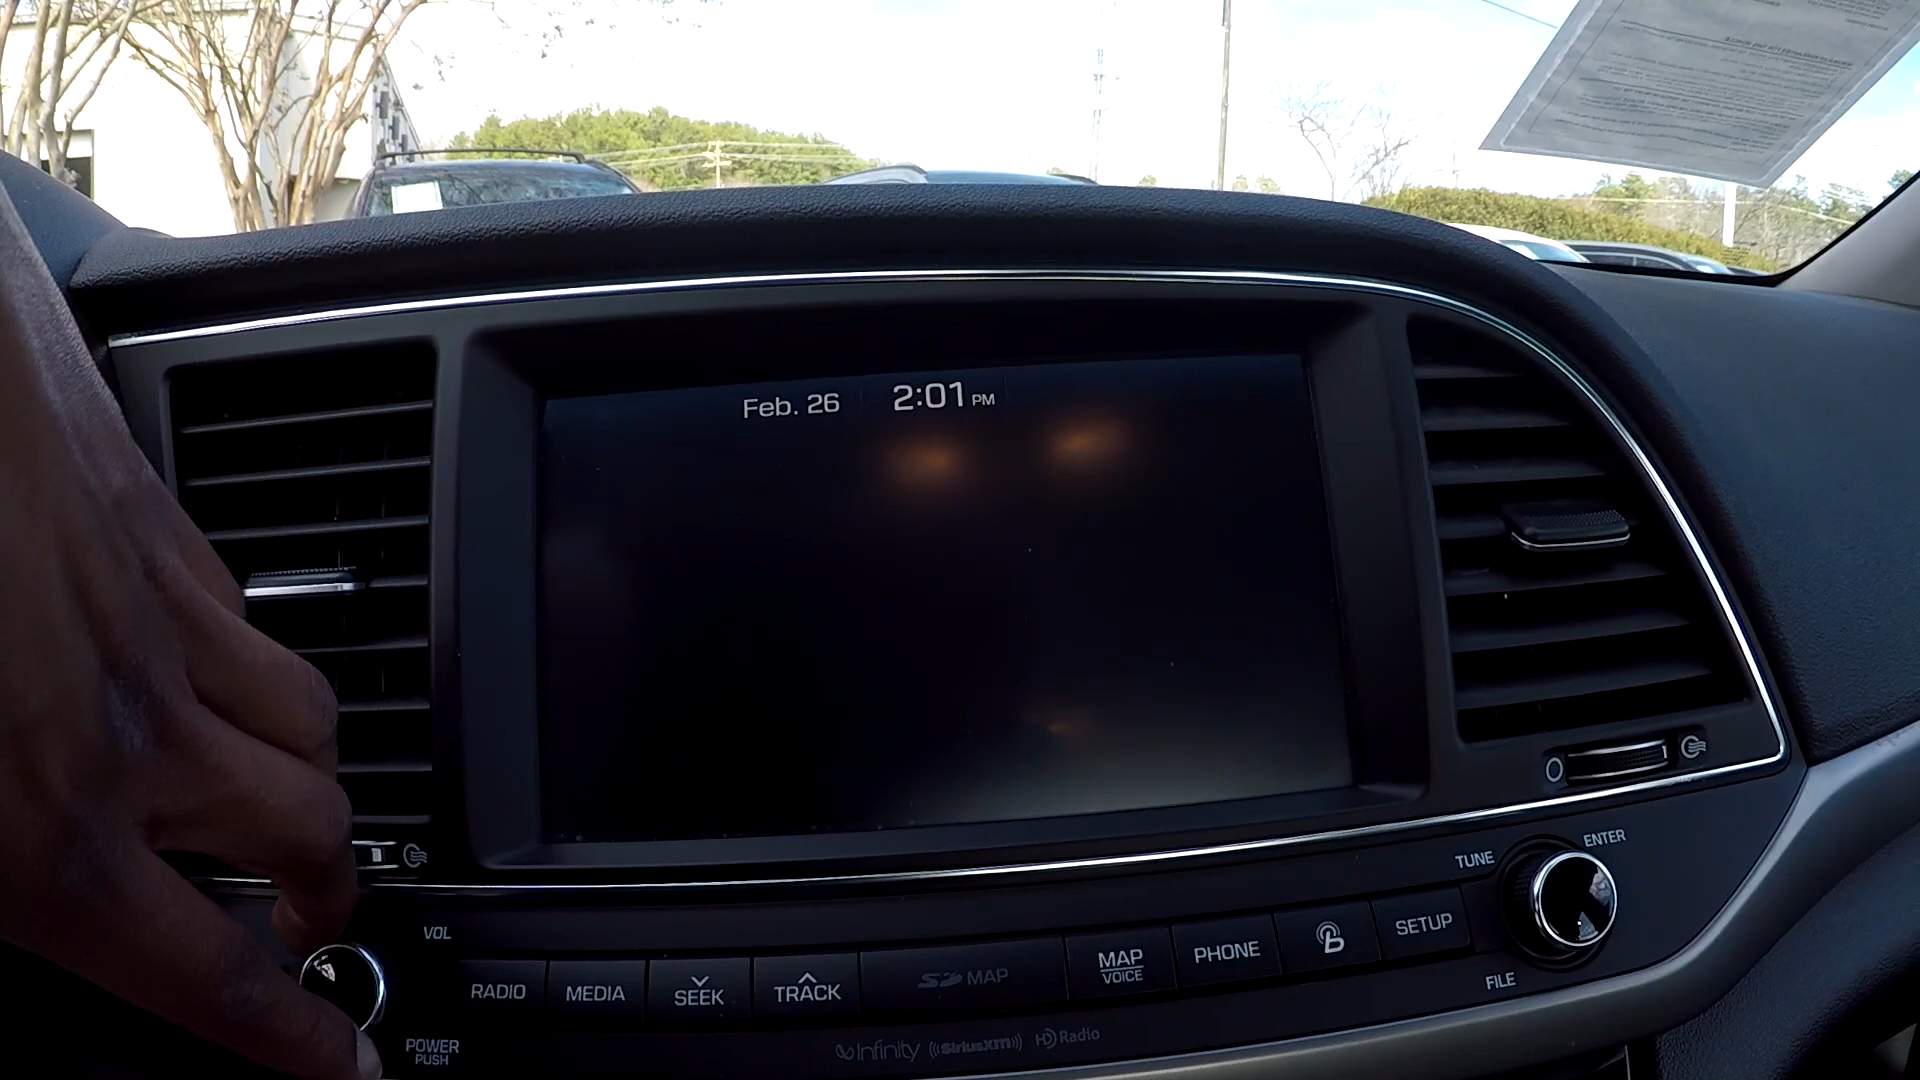 Feb. 26 2:01 PM
VOL
POWER
PUSH
RADIO
MEDIA
SEEK
TRACK
SD MAP
MAP
VOICE
PHONE
SETUP
TUNE
ENTER
FILE
Infinity ((SiriusXM)) HD Radio